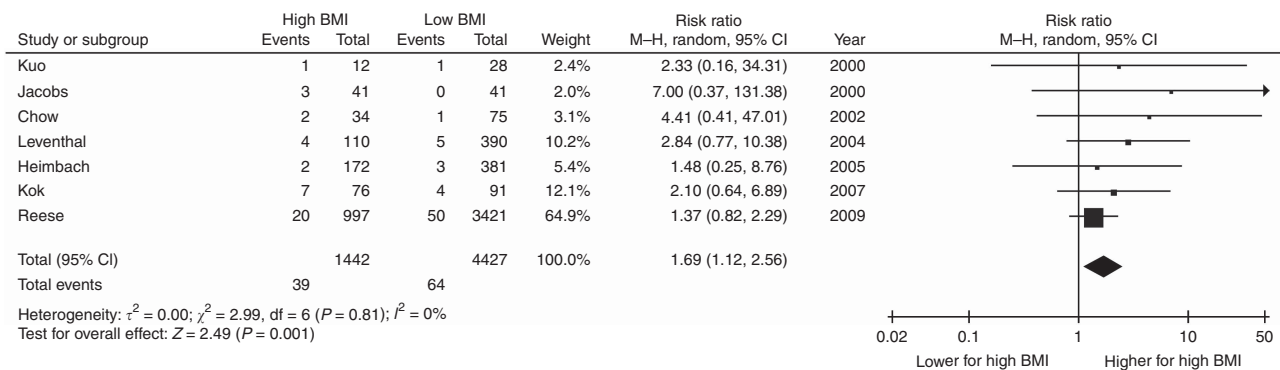 High BMI Low BMI Risk ratio Risk ratio
Study or subgroup Events Total Events Total Weight M–H, random, 95% CI Year M–H, random, 95% CI
Kuo 1 12 1 28 2.4% 2.33 (0.16, 34.31) 2000
Jacobs 3 41 0 41 2.0% 7.00 (0.37, 131.38) 2000
Chow 2 34 1 75 3.1% 4.41 (0.41, 47.01) 2002
Leventhal 4 110 5 390 10.2% 2.84 (0.77, 10.38) 2004
Heimbach 2 172 3 381 5.4% 1.48 (0.25, 8.76) 2005
Kok 7 76 4 91 12.1% 2.10 (0.64, 6.89) 2007
Reese 20 997 50 3421 64.9% 1.37 (0.82, 2.29) 2009
Total (95% CI) 1442 4427 100.0% 1.69 (1.12, 2.56)
Total events 39 64
Heterogeneity: τ² = 0.00; χ² = 2.99, df = 6 (P = 0.81); I² = 0%
Test for overall effect: Z = 2.49 (P = 0.001)
0.02 0.1 1 10 50
Lower for high BMI Higher for high BMI